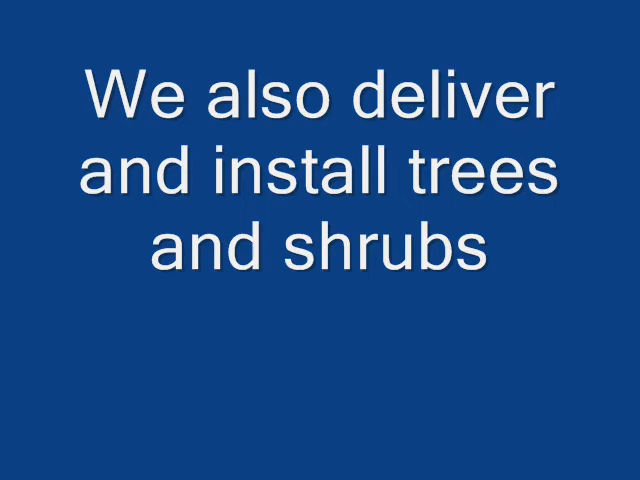 We also deliver
and install trees
and shrubs